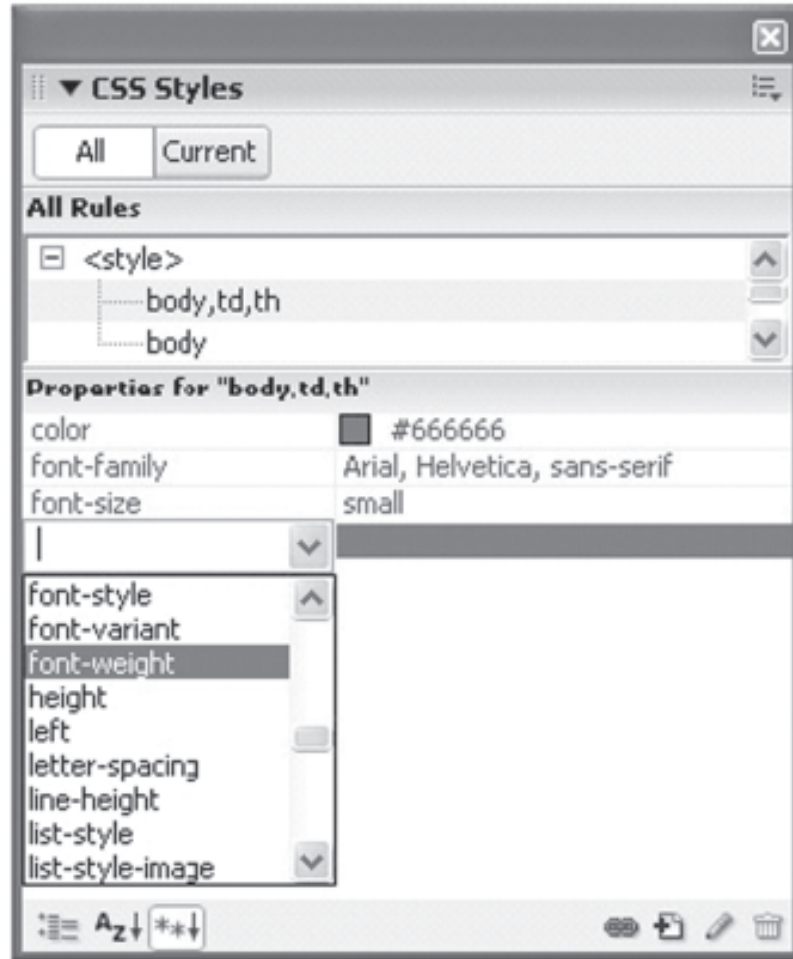 CSS Styles
All Current
All Rules
<style>
body,td,th
body
Properties for "body,td,th"
color #666666
font-family Arial, Helvetica, sans-serif
font-size small
font-style
font-variant
font-weight
height
left
letter-spacing
line-height
list-style
list-style-image
AZ↓ **↓